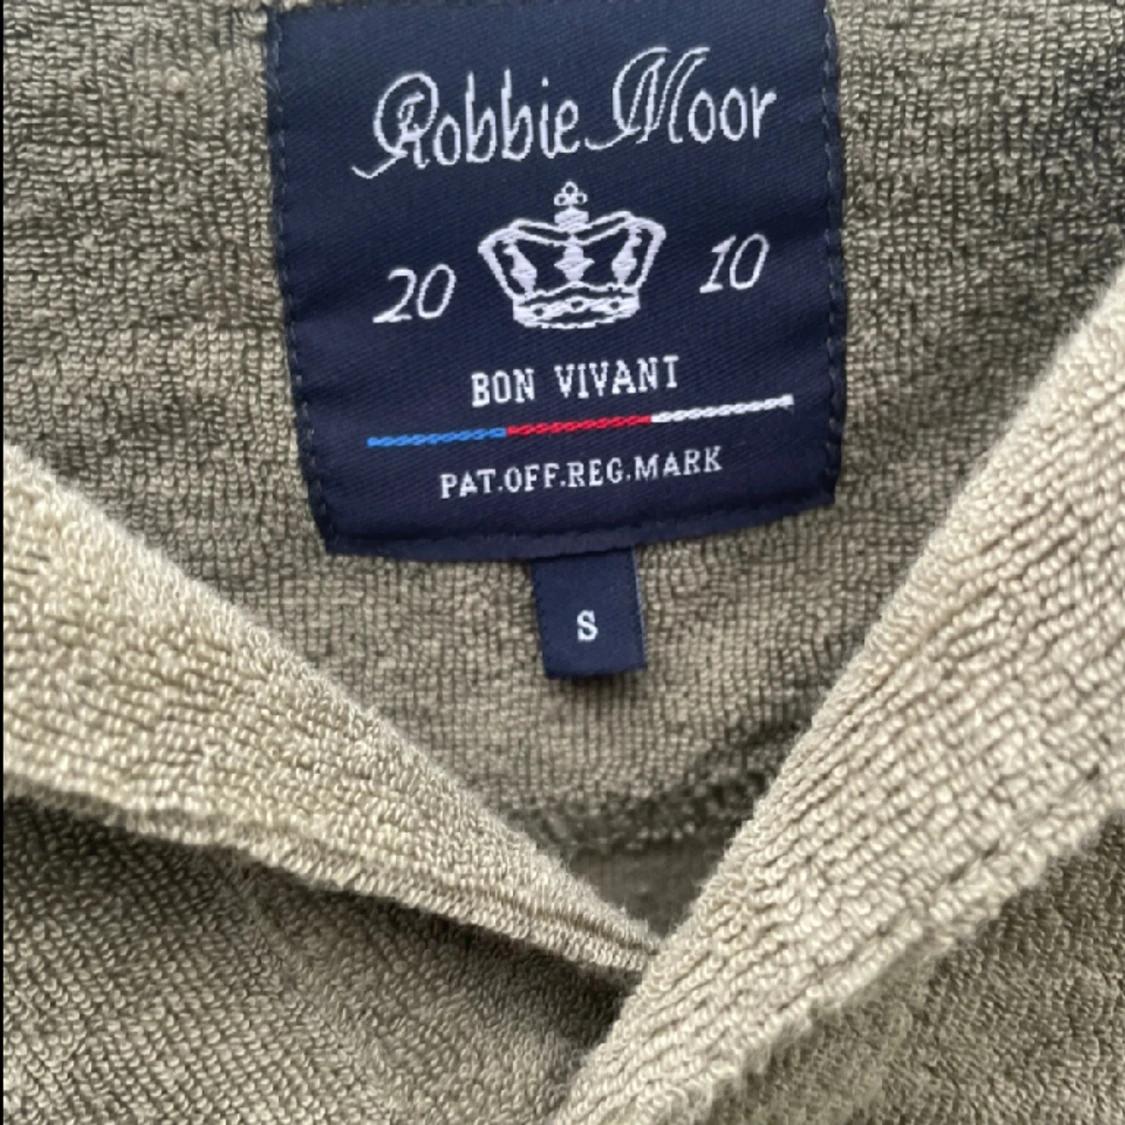 Robbie Moor
20 10
BON VIVANT
PAT.OFF.REG.MARK
S